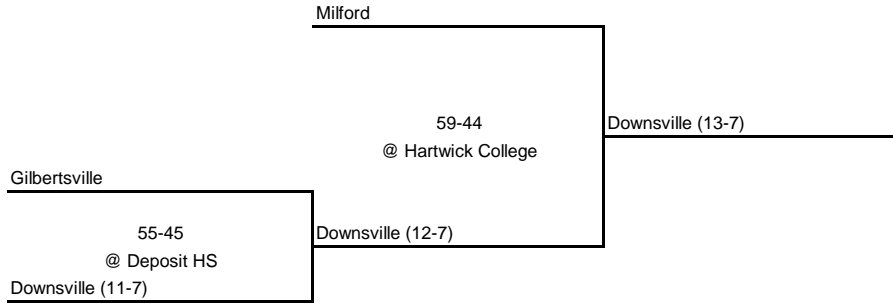 Milford
59-44
Downsville (13-7)
@ Hartwick College
Gilbertsville
55-45
Downsville (12-7)
@ Deposit HS
Downsville (11-7)